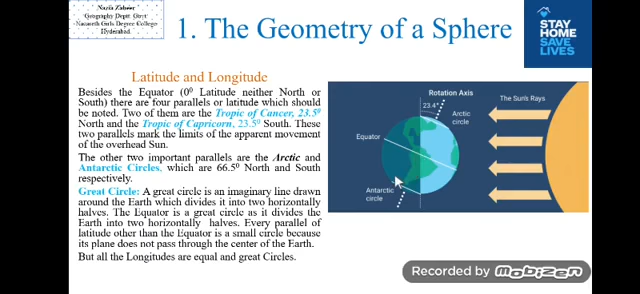 Nazia Zaheer
Geography Deptt: Govt
Nazareth Girls Degree College
Hyderabad
1. The Geometry of a Sphere
STAY
HOME
SAVE
LIVES
Latitude and Longitude
Besides the Equator (0⁰ Latitude neither North or
South) there are four parallels or latitude which should
be noted. Two of them are the Tropic of Cancer, 23.5⁰
North and the Tropic of Capricorn, 23.5⁰ South. These
two parallels mark the limits of the apparent movement
of the overhead Sun.
The other two important parallels are the Arctic and
Antarctic Circles, which are 66.5⁰ North and South
respectively.
Great Circle: A great circle is an imaginary line drawn
around the Earth which divides it into two horizontally
halves. The Equator is a great circle as it divides the
Earth into two horizontally halves. Every parallel of
latitude other than the Equator is a small circle because
its plane does not pass through the center of the Earth.
But all the Longitudes are equal and great Circles.
Rotation Axis
23.4°
The Sun's Rays
Arctic
circle
Equator
Antarctic
circle
Recorded by Mobizen